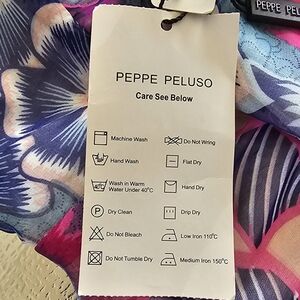 PEPPE PEL
PEPPE PELUSO
Care See Below
Machine Wash
Do Not Wring
Hand Wash
Flat Dry
Wash in Warm
Water Under 40°C
Hand Dry
P
Dry Clean
Drip Dry
Do Not Bleach
Low Iron 110°C
Do Not Tumble Dry
Medium Iron 150°C